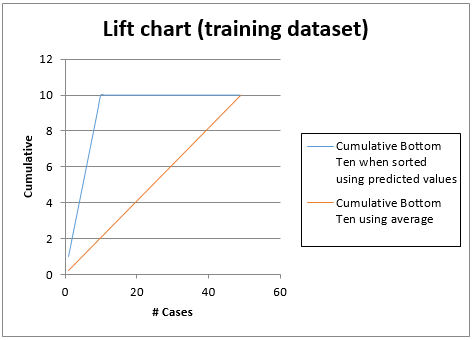 Lift chart (training dataset)
12
10
8
6
4
2
0
Cumulative
0 20 40 60
# Cases
Cumulative Bottom
Ten when sorted
using predicted values
Cumulative Bottom
Ten using average